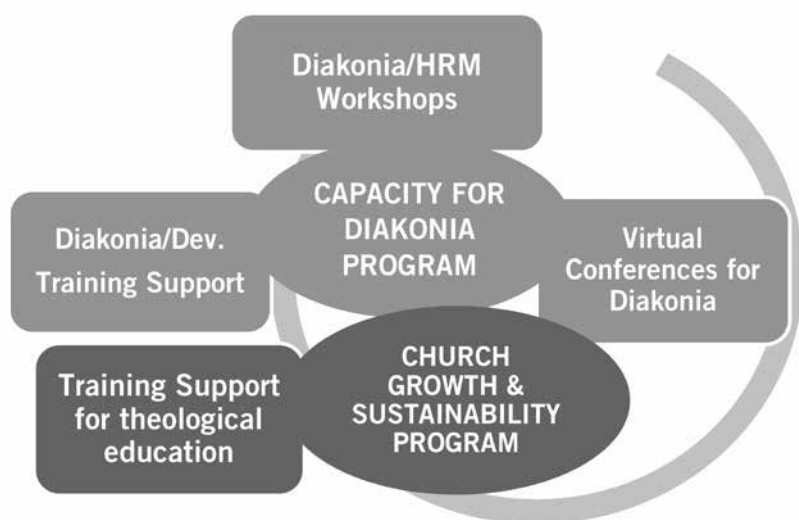 Diakonia/HRM
Workshops
CAPACITY FOR
DIAKONIA
PROGRAM
Diakonia/Dev.
Training Support
Virtual
Conferences for
Diakonia
CHURCH
GROWTH &
SUSTAINABILITY
PROGRAM
Training Support
for theological
education